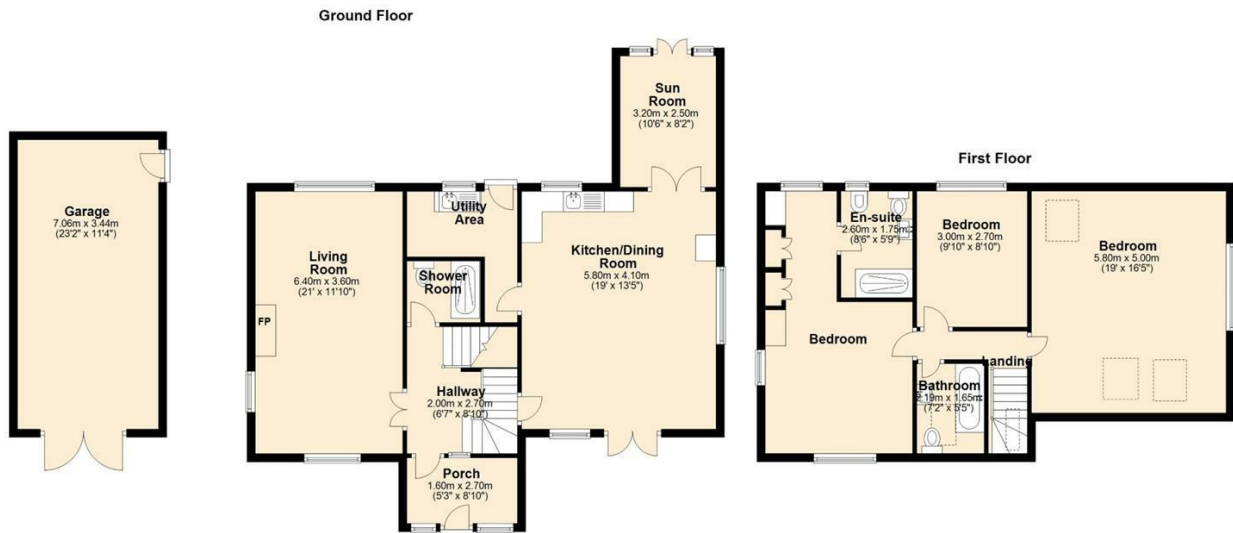 Ground Floor
Sun
Room
3.20m x 2.50m
(10'6" x 8'2")
Garage
7.06m x 3.44m
(23'2" x 11'4")
Living
Room
6.40m x 3.60m
(21' x 11'10")
FP
Utility
Area
Shower
Room
Kitchen/Dining
Room
5.80m x 4.10m
(19' x 13'5")
Hallway
2.00m x 2.70m
(6'7" x 8'10")
Porch
1.60m x 2.70m
(5'3" x 8'10")
First Floor
En-suite
2.60m x 1.75m
(8'6" x 5'9")
Bedroom
3.00m x 2.70m
(9'10" x 8'10")
Bedroom
5.80m x 5.00m
(19' x 16'5")
Bedroom
Landing
Bathroom
2.19m x 1.65m
(7'2" x 5'5")